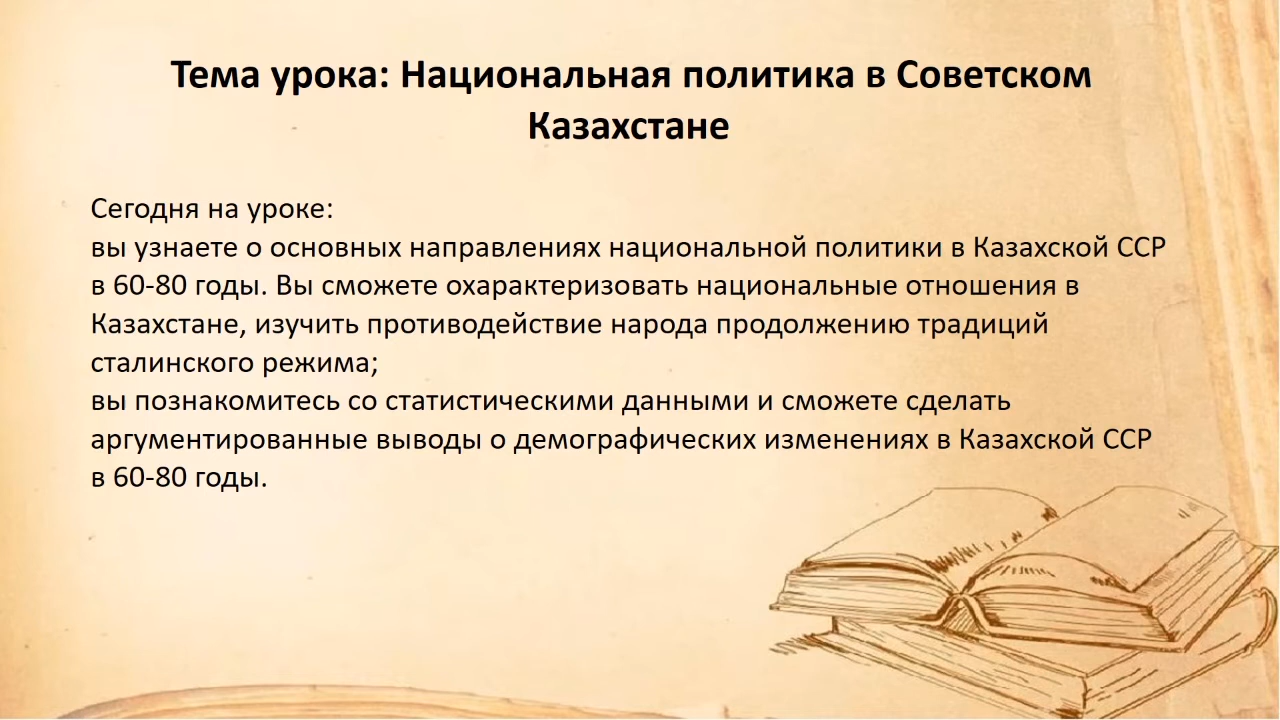 Тема урока: Национальная политика в Советском
Казахстане
Сегодня на уроке:
вы узнаете о основных направлениях национальной политики в Казахской ССР
в 60-80 годы. Вы сможете охарактеризовать национальные отношения в
Казахстане, изучить противодействие народа продолжению традиций
сталинского режима;
вы познакомитесь со статистическими данными и сможете сделать
аргументированные выводы о демографических изменениях в Казахской ССР
в 60-80 годы.